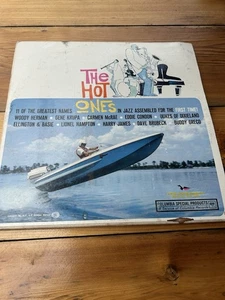 THE
HOT
ONES
11 OF THE GREATEST NAMES IN JAZZ ASSEMBLED FOR THE FIRST TIME!
WOODY HERMAN • GENE KRUPA • CARMEN McRAE • EDDIE CONDON • DUKES OF DIXIELAND
ELLINGTON & BASIE • LIONEL HAMPTON • HARRY JAMES • DAVE BRUBECK • BUDDY GRECO
COLUMBIA SPECIAL PRODUCTS